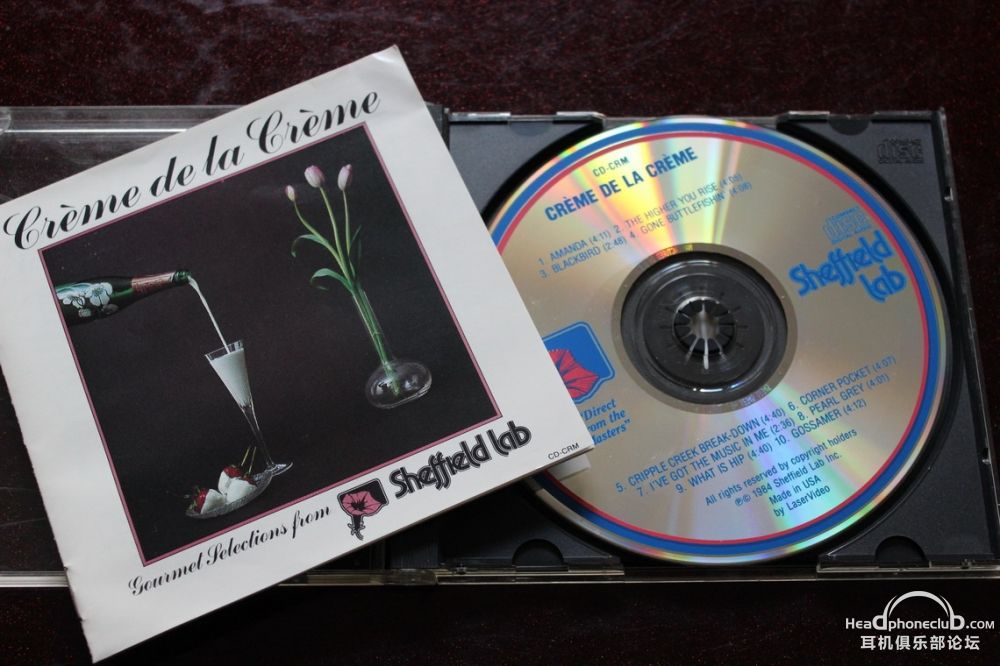 Crème de la Crème
Gourmet Selections from
Sheffield Lab
CD-CRM
CD-CRM
CRÈME DE LA CRÈME
1. AMANDA (4:11) 2. THE HIGHER YOU RISE (4:09)
3. BLACKBIRD (2:48) 4. GONE BUTTLEFISHIN' (4:08)
disc
Sheffield Lab
"Direct
from the
Masters"
5. CRIPPLE CREEK BREAK-DOWN (4:40) 6. CORNER POCKET (4:07)
7. I'VE GOT THE MUSIC IN ME (2:36) 8. PEARL GREY (4:01)
9. WHAT IS HIP (4:40) 10. GOSSAMER (4:12)
All rights reserved by copyright holders
℗© 1984 Sheffield Lab Inc.
Made in USA
by LaserVideo
disc
Headphoneclub.com
耳机俱乐部论坛